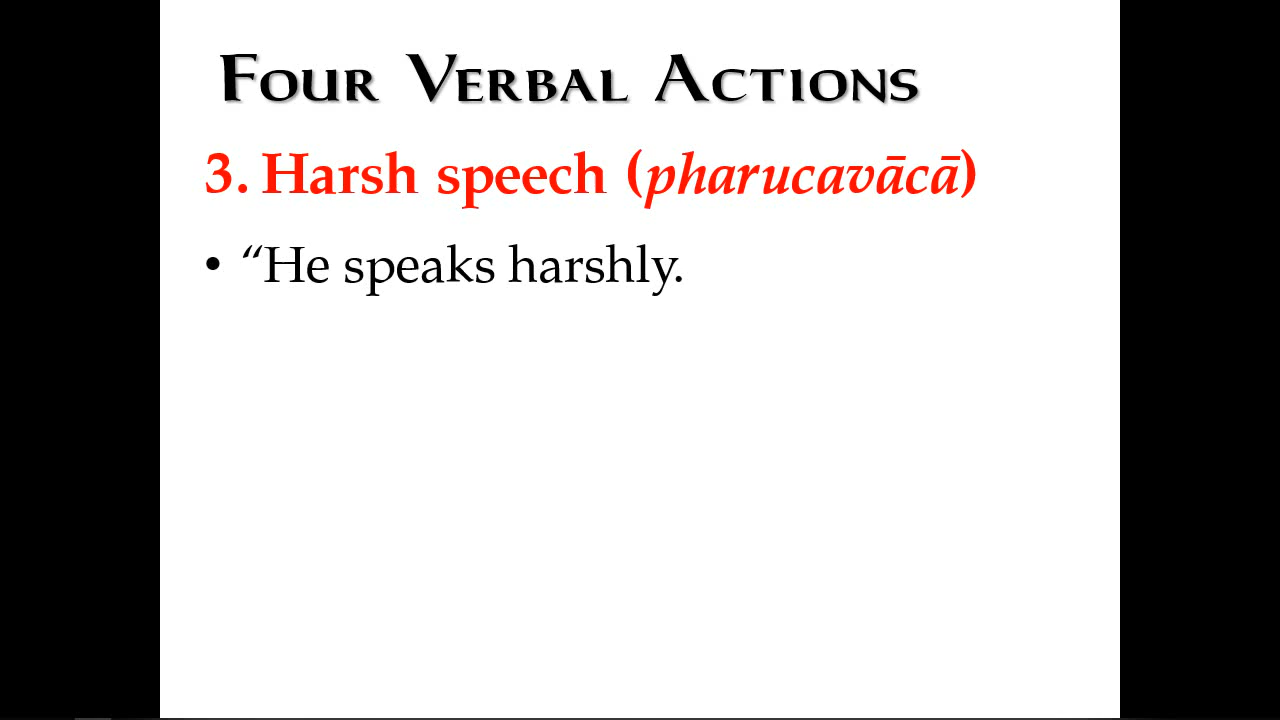 Four Verbal Actions
3. Harsh speech (pharucavācā)
• “He speaks harshly.